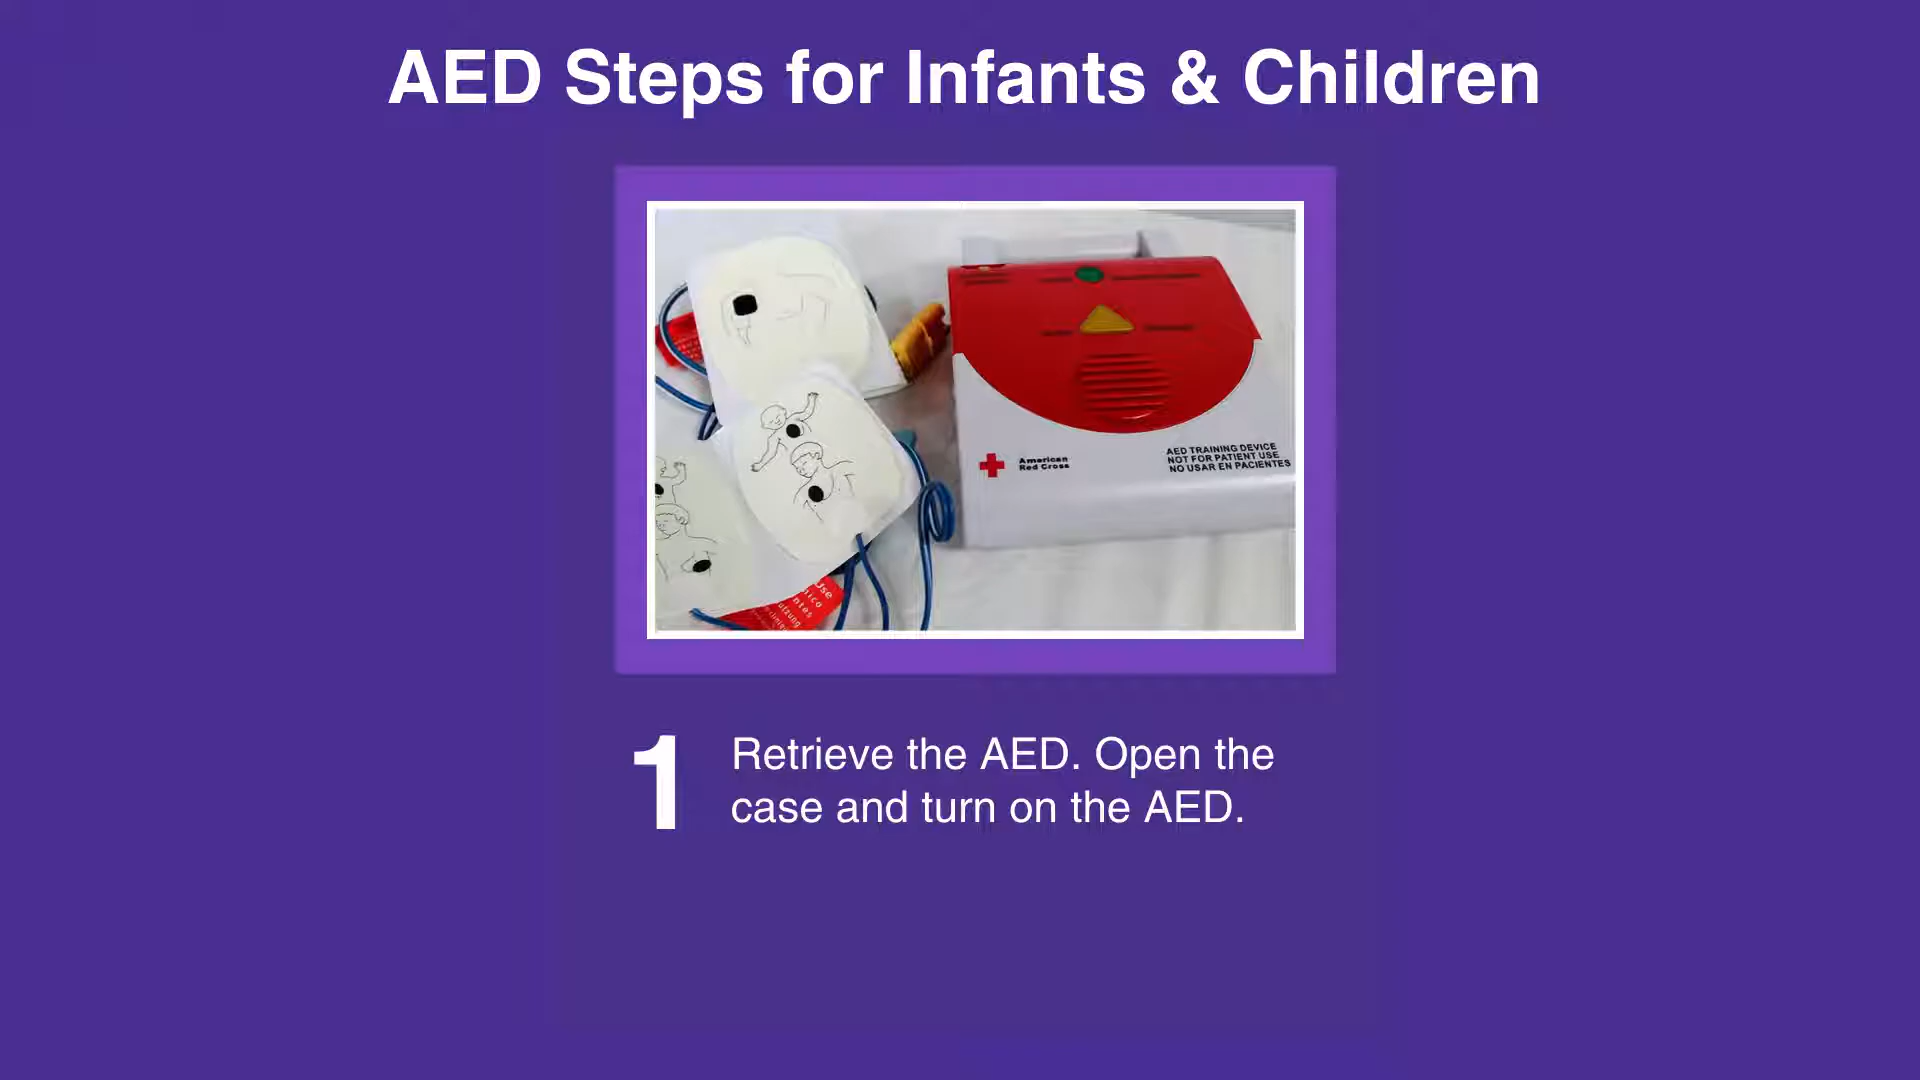 AED Steps for Infants & Children
American
Red Cross
AED TRAINING DEVICE
NOT FOR PATIENT USE
NO USAR EN PACIENTES
Use
1
Retrieve the AED. Open the
case and turn on the AED.